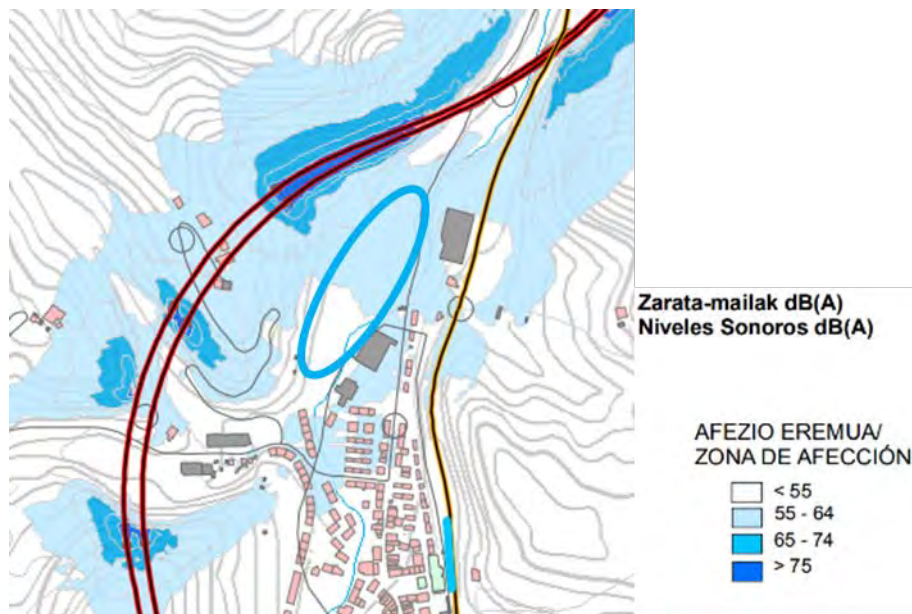 Zarata-mailak dB(A)
Niveles Sonoros dB(A)
AFEZIO EREMUA/
ZONA DE AFECCIÓN
< 55
55 - 64
65 - 74
> 75